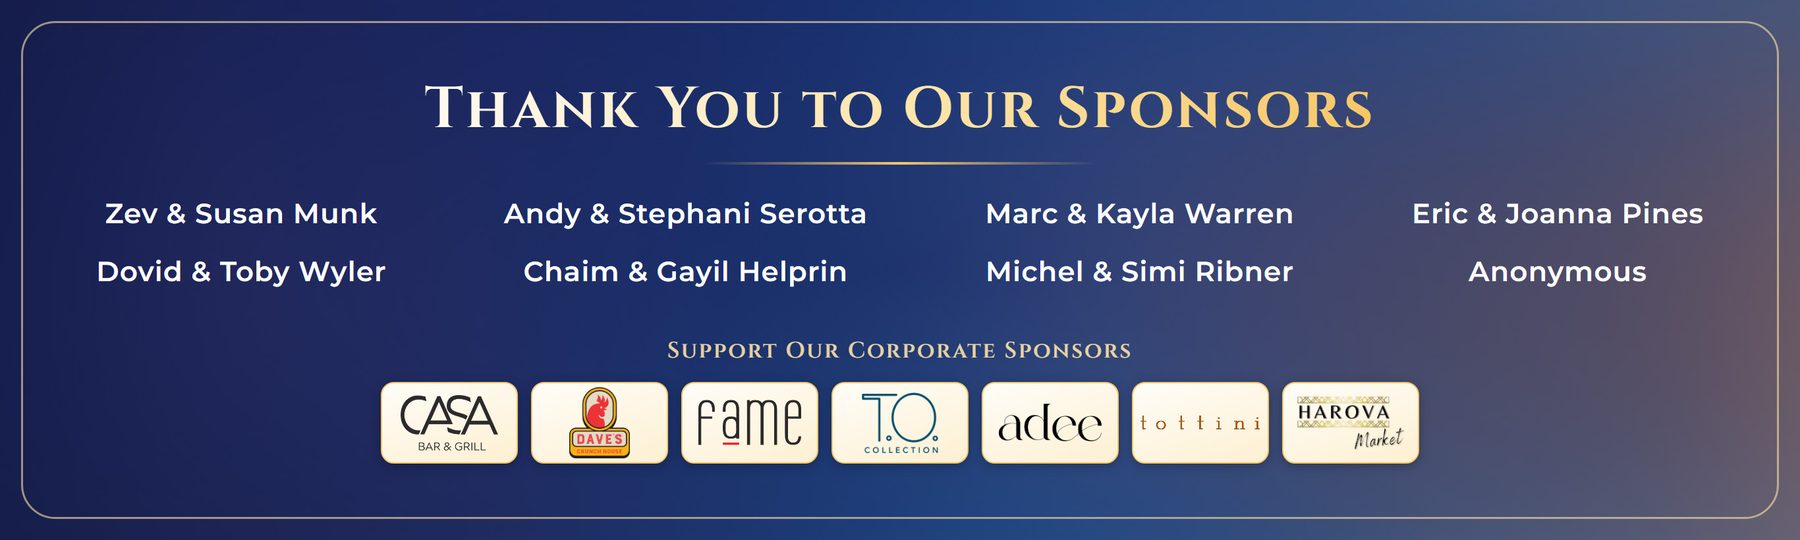 THANK YOU TO OUR SPONSORS
Zev & Susan Munk
Andy & Stephani Serotta
Marc & Kayla Warren
Eric & Joanna Pines
Dovid & Toby Wyler
Chaim & Gayil Helprin
Michel & Simi Ribner
Anonymous
SUPPORT OUR CORPORATE SPONSORS
CASA
BAR & GRILL
DAVE'S
CRUNCH HOUSE
fame
T.O.
COLLECTION
adee
tottini
HAROVA
Market